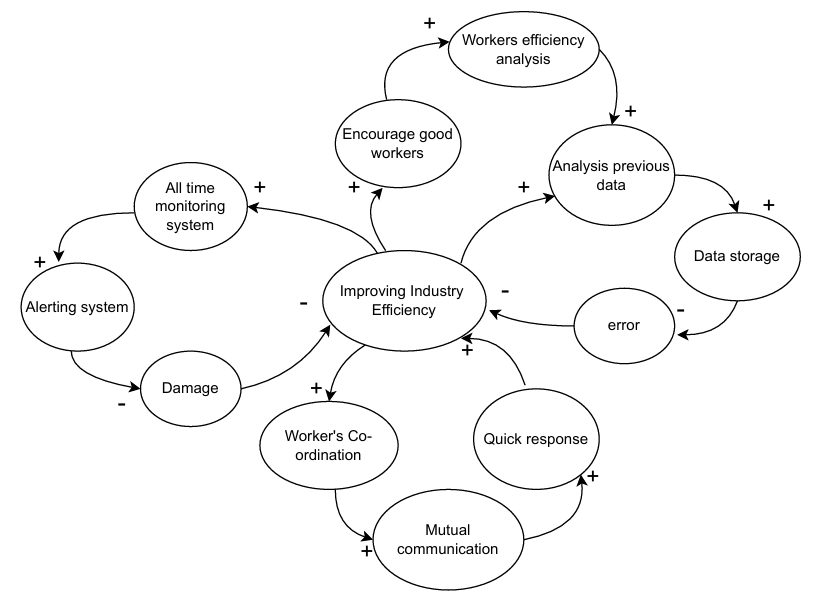 +
Workers efficiency
analysis
+
Encourage good
workers
+
Analysis previous
data
+
All time
monitoring
system
+
+
Data storage
+
Alerting system
-
Improving Industry
Efficiency
-
error
-
Damage
-
+
+
Worker's Co-
ordination
Quick response
+
Mutual
communication
+